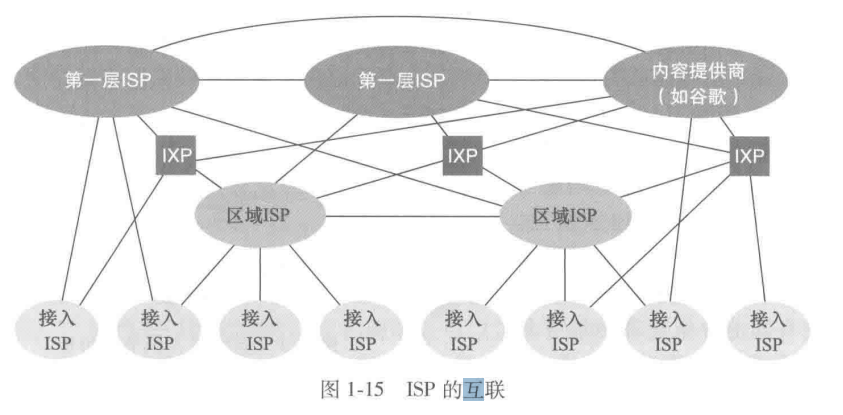 第一层ISP
第一层ISP
内容提供商
（如谷歌）
IXP
IXP
IXP
区域ISP
区域ISP
接入
ISP
接入
ISP
接入
ISP
接入
ISP
接入
ISP
接入
ISP
接入
ISP
接入
ISP
图 1-15 ISP 的互联